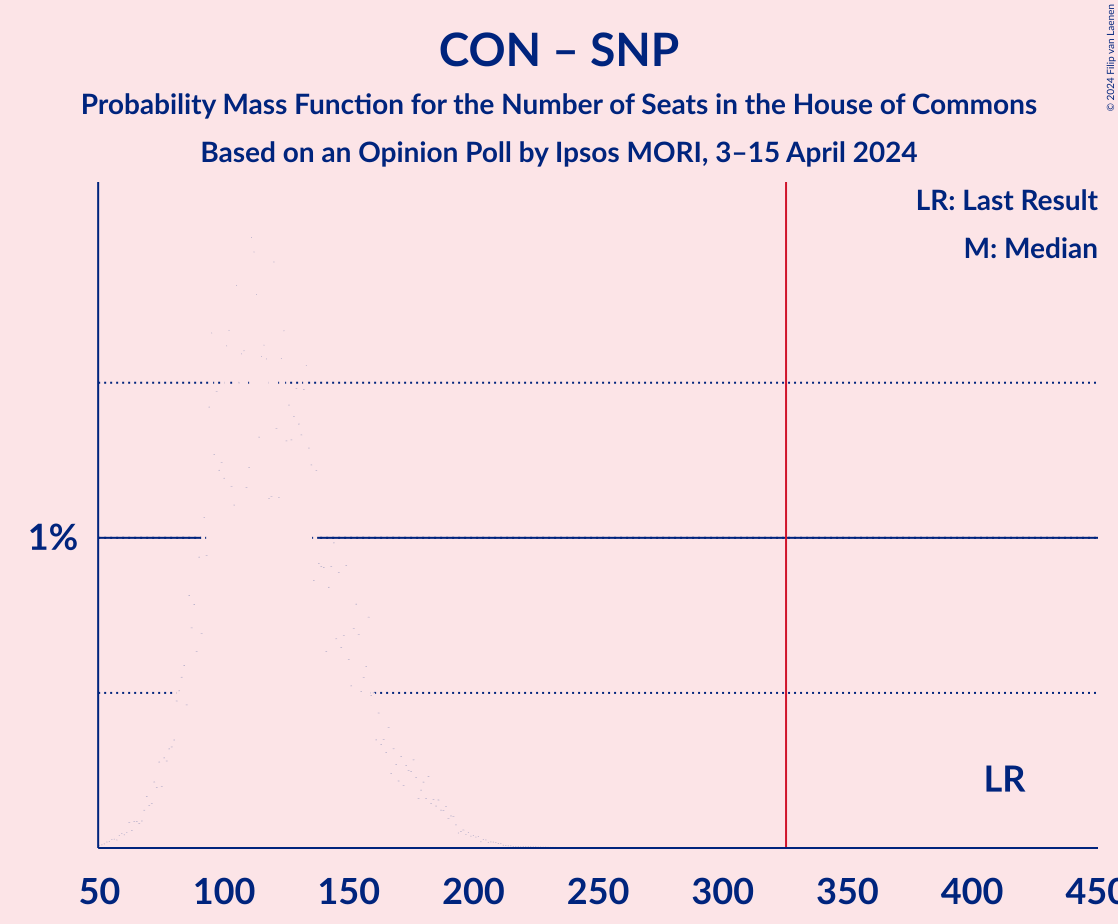 CON – SNP
Probability Mass Function for the Number of Seats in the House of Commons
Based on an Opinion Poll by Ipsos MORI, 3–15 April 2024
© 2024 Filip van Laenen
LR: Last Result
M: Median
1%
LR
50 100 150 200 250 300 350 400 450